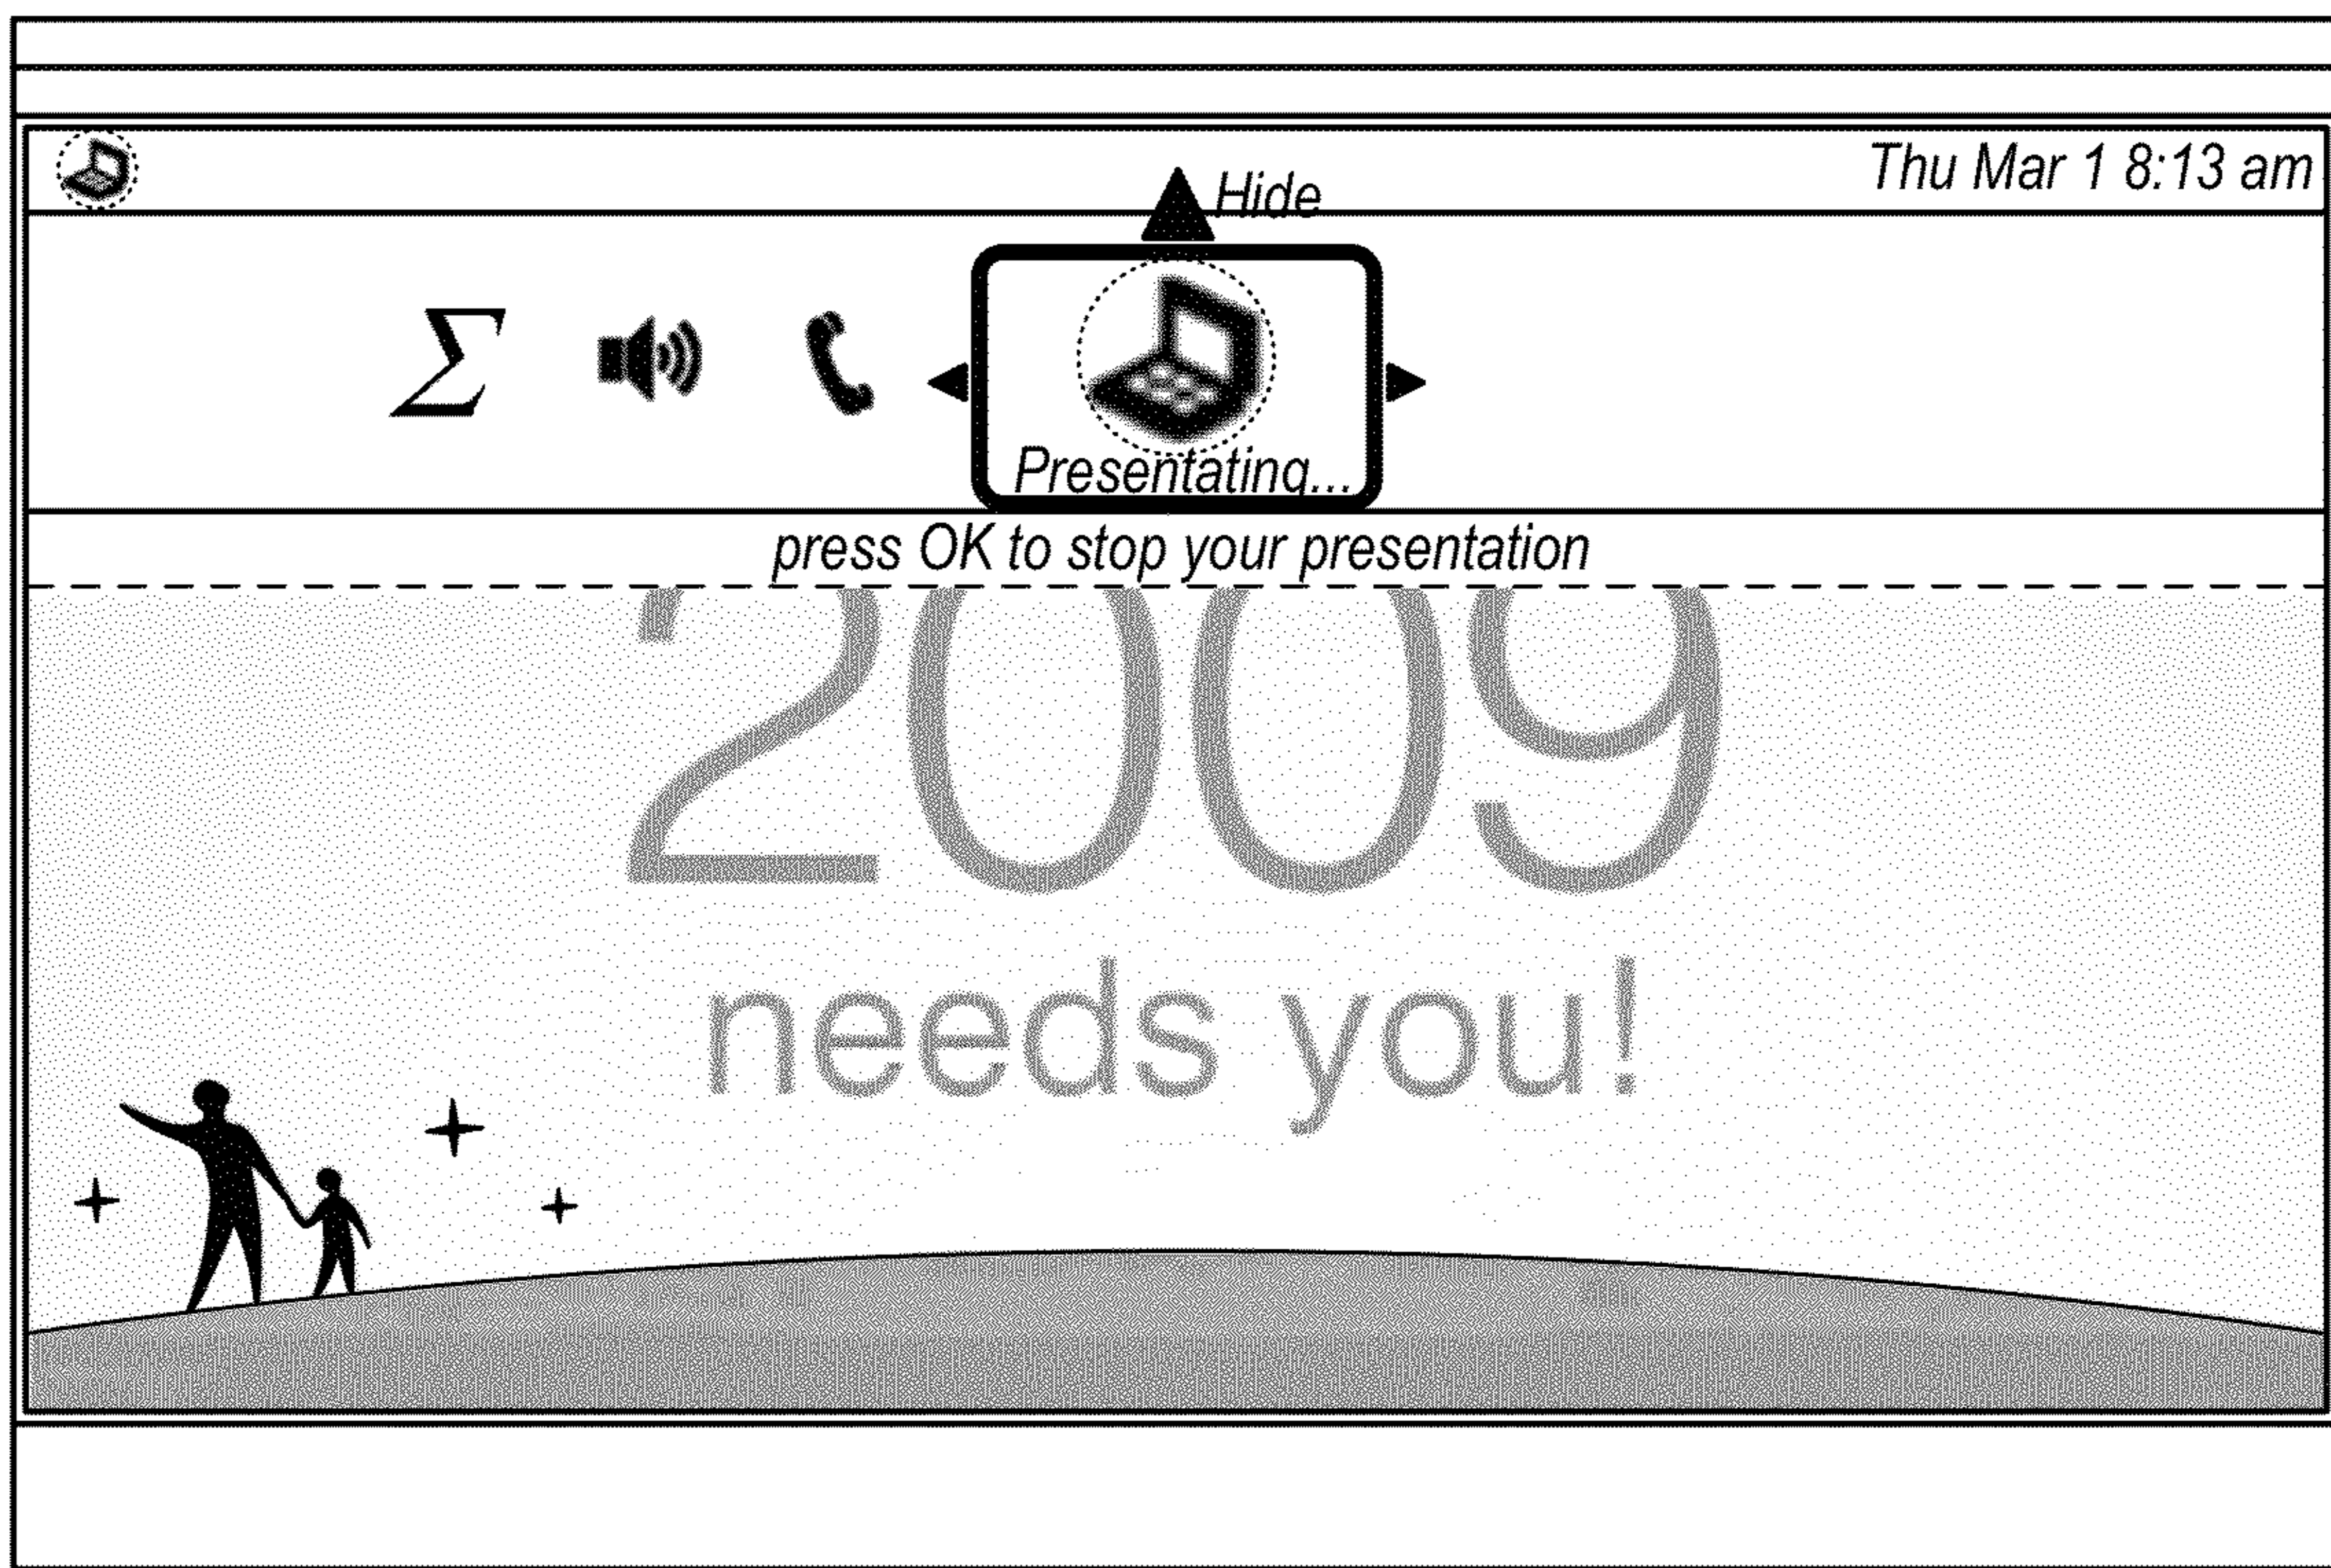 Thu Mar 1 8:13 am
Hide
Σ
Presentating...
press OK to stop your presentation
2009
needs you!